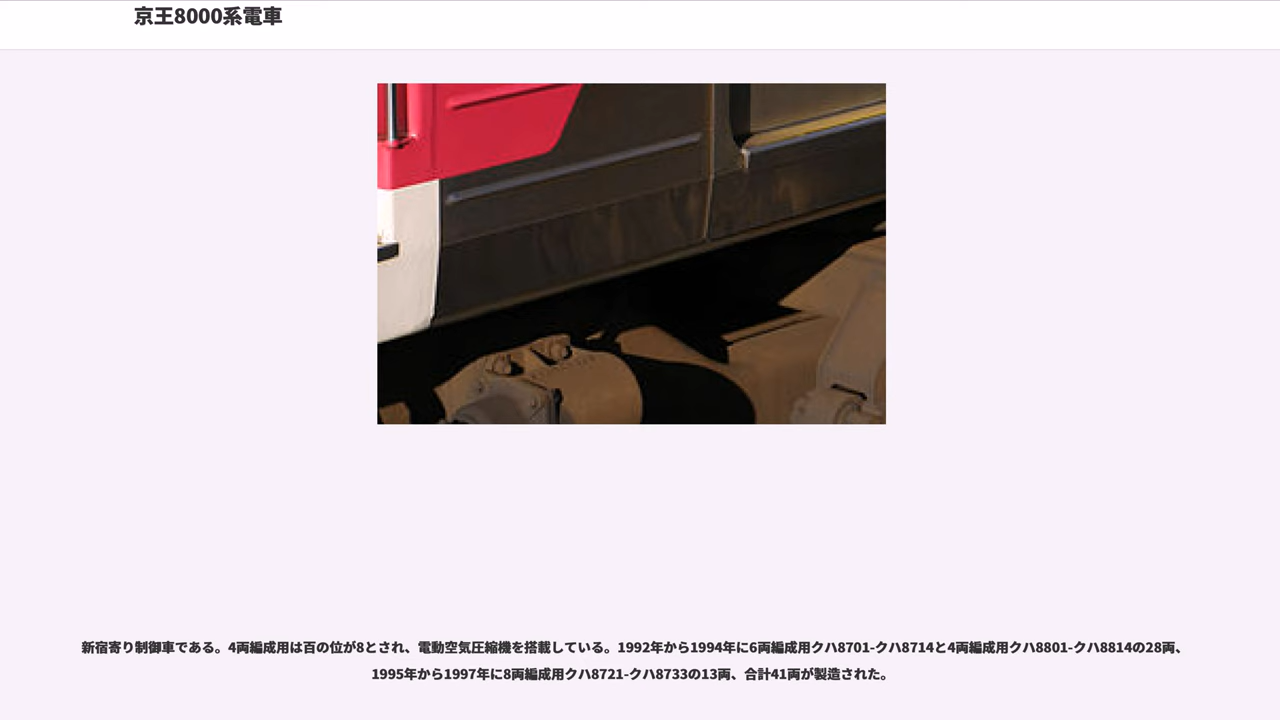 京王8000系電車
新宿寄り制御車である。4両編成用は百の位が8とされ、電動空気圧縮機を搭載している。1992年から1994年に6両編成用クハ8701-クハ8714と4両編成用クハ8801-クハ8814の28両、
1995年から1997年に8両編成用クハ8721-クハ8733の13両、合計41両が製造された。